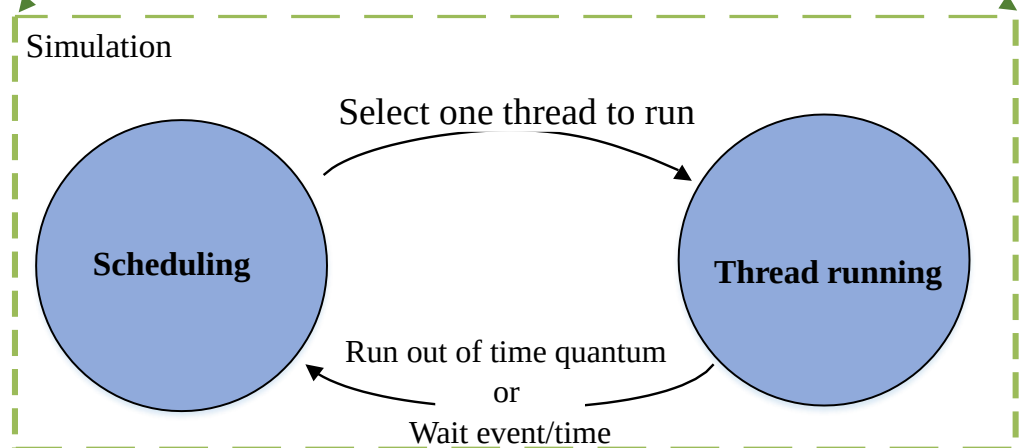 Simulation
Select one thread to run
Scheduling
Thread running
Run out of time quantum
or
Wait event/time